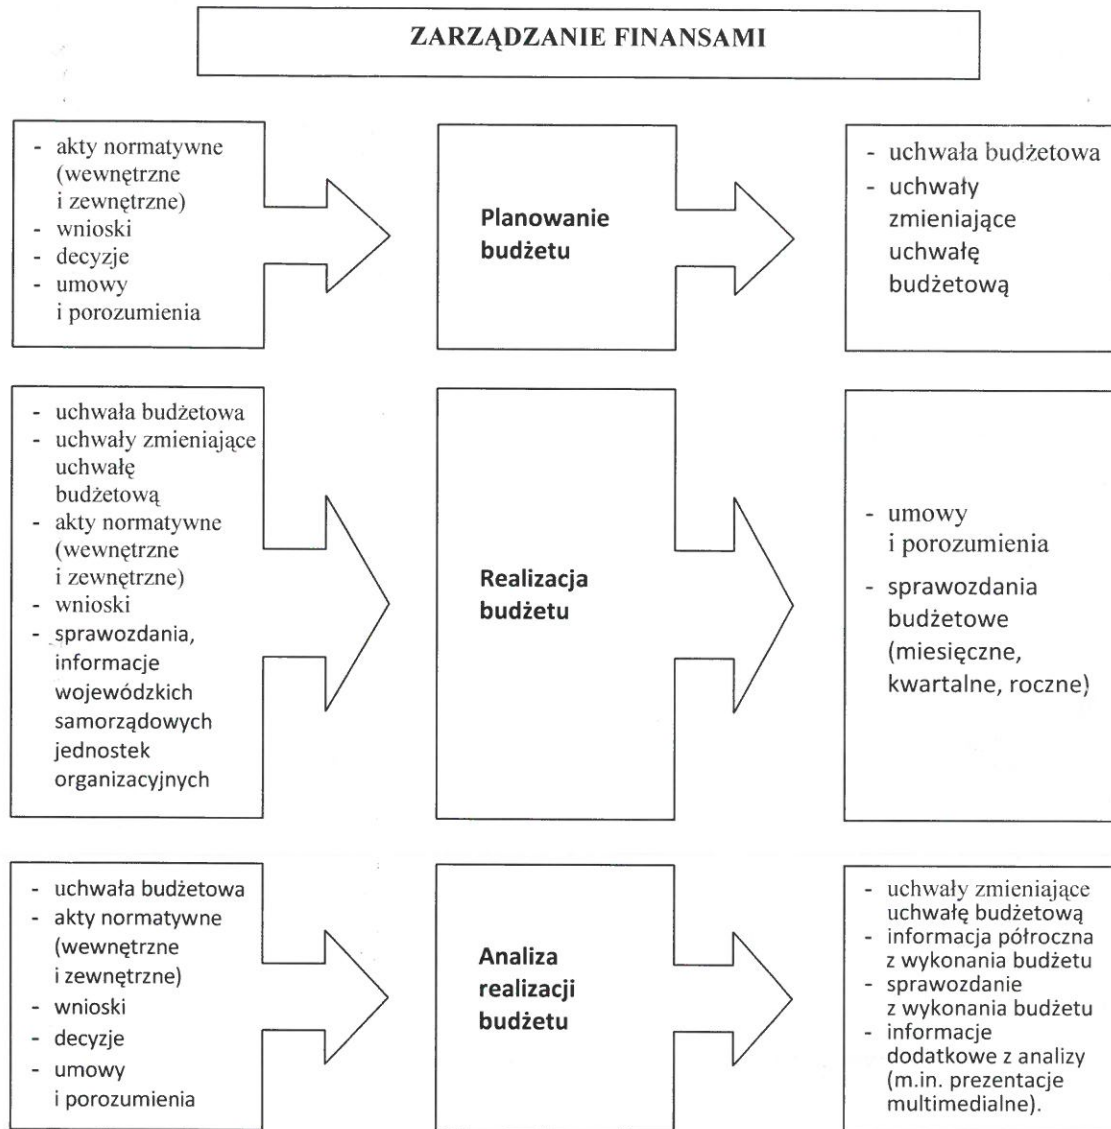 ZARZĄDZANIE FINANSAMI
- akty normatywne
(wewnętrzne
i zewnętrzne)
- wnioski
- decyzje
- umowy
i porozumienia
Planowanie
budżetu
- uchwała budżetowa
- uchwały
zmieniające
uchwałę
budżetową
- uchwała budżetowa
- uchwały zmieniające
uchwałę
budżetową
- akty normatywne
(wewnętrzne
i zewnętrzne)
- wnioski
- sprawozdania,
informacje
wojewódzkich
samorządowych
jednostek
organizacyjnych
Realizacja
budżetu
- umowy
i porozumienia
- sprawozdania
budżetowe
(miesięczne,
kwartalne, roczne)
- uchwała budżetowa
- akty normatywne
(wewnętrzne
i zewnętrzne)
- wnioski
- decyzje
- umowy
i porozumienia
Analiza
realizacji
budżetu
- uchwały zmieniające
uchwałę budżetową
- informacja półroczna
z wykonania budżetu
- sprawozdanie
z wykonania budżetu
- informacje
dodatkowe z analizy
(m.in. prezentacje
multimedialne).